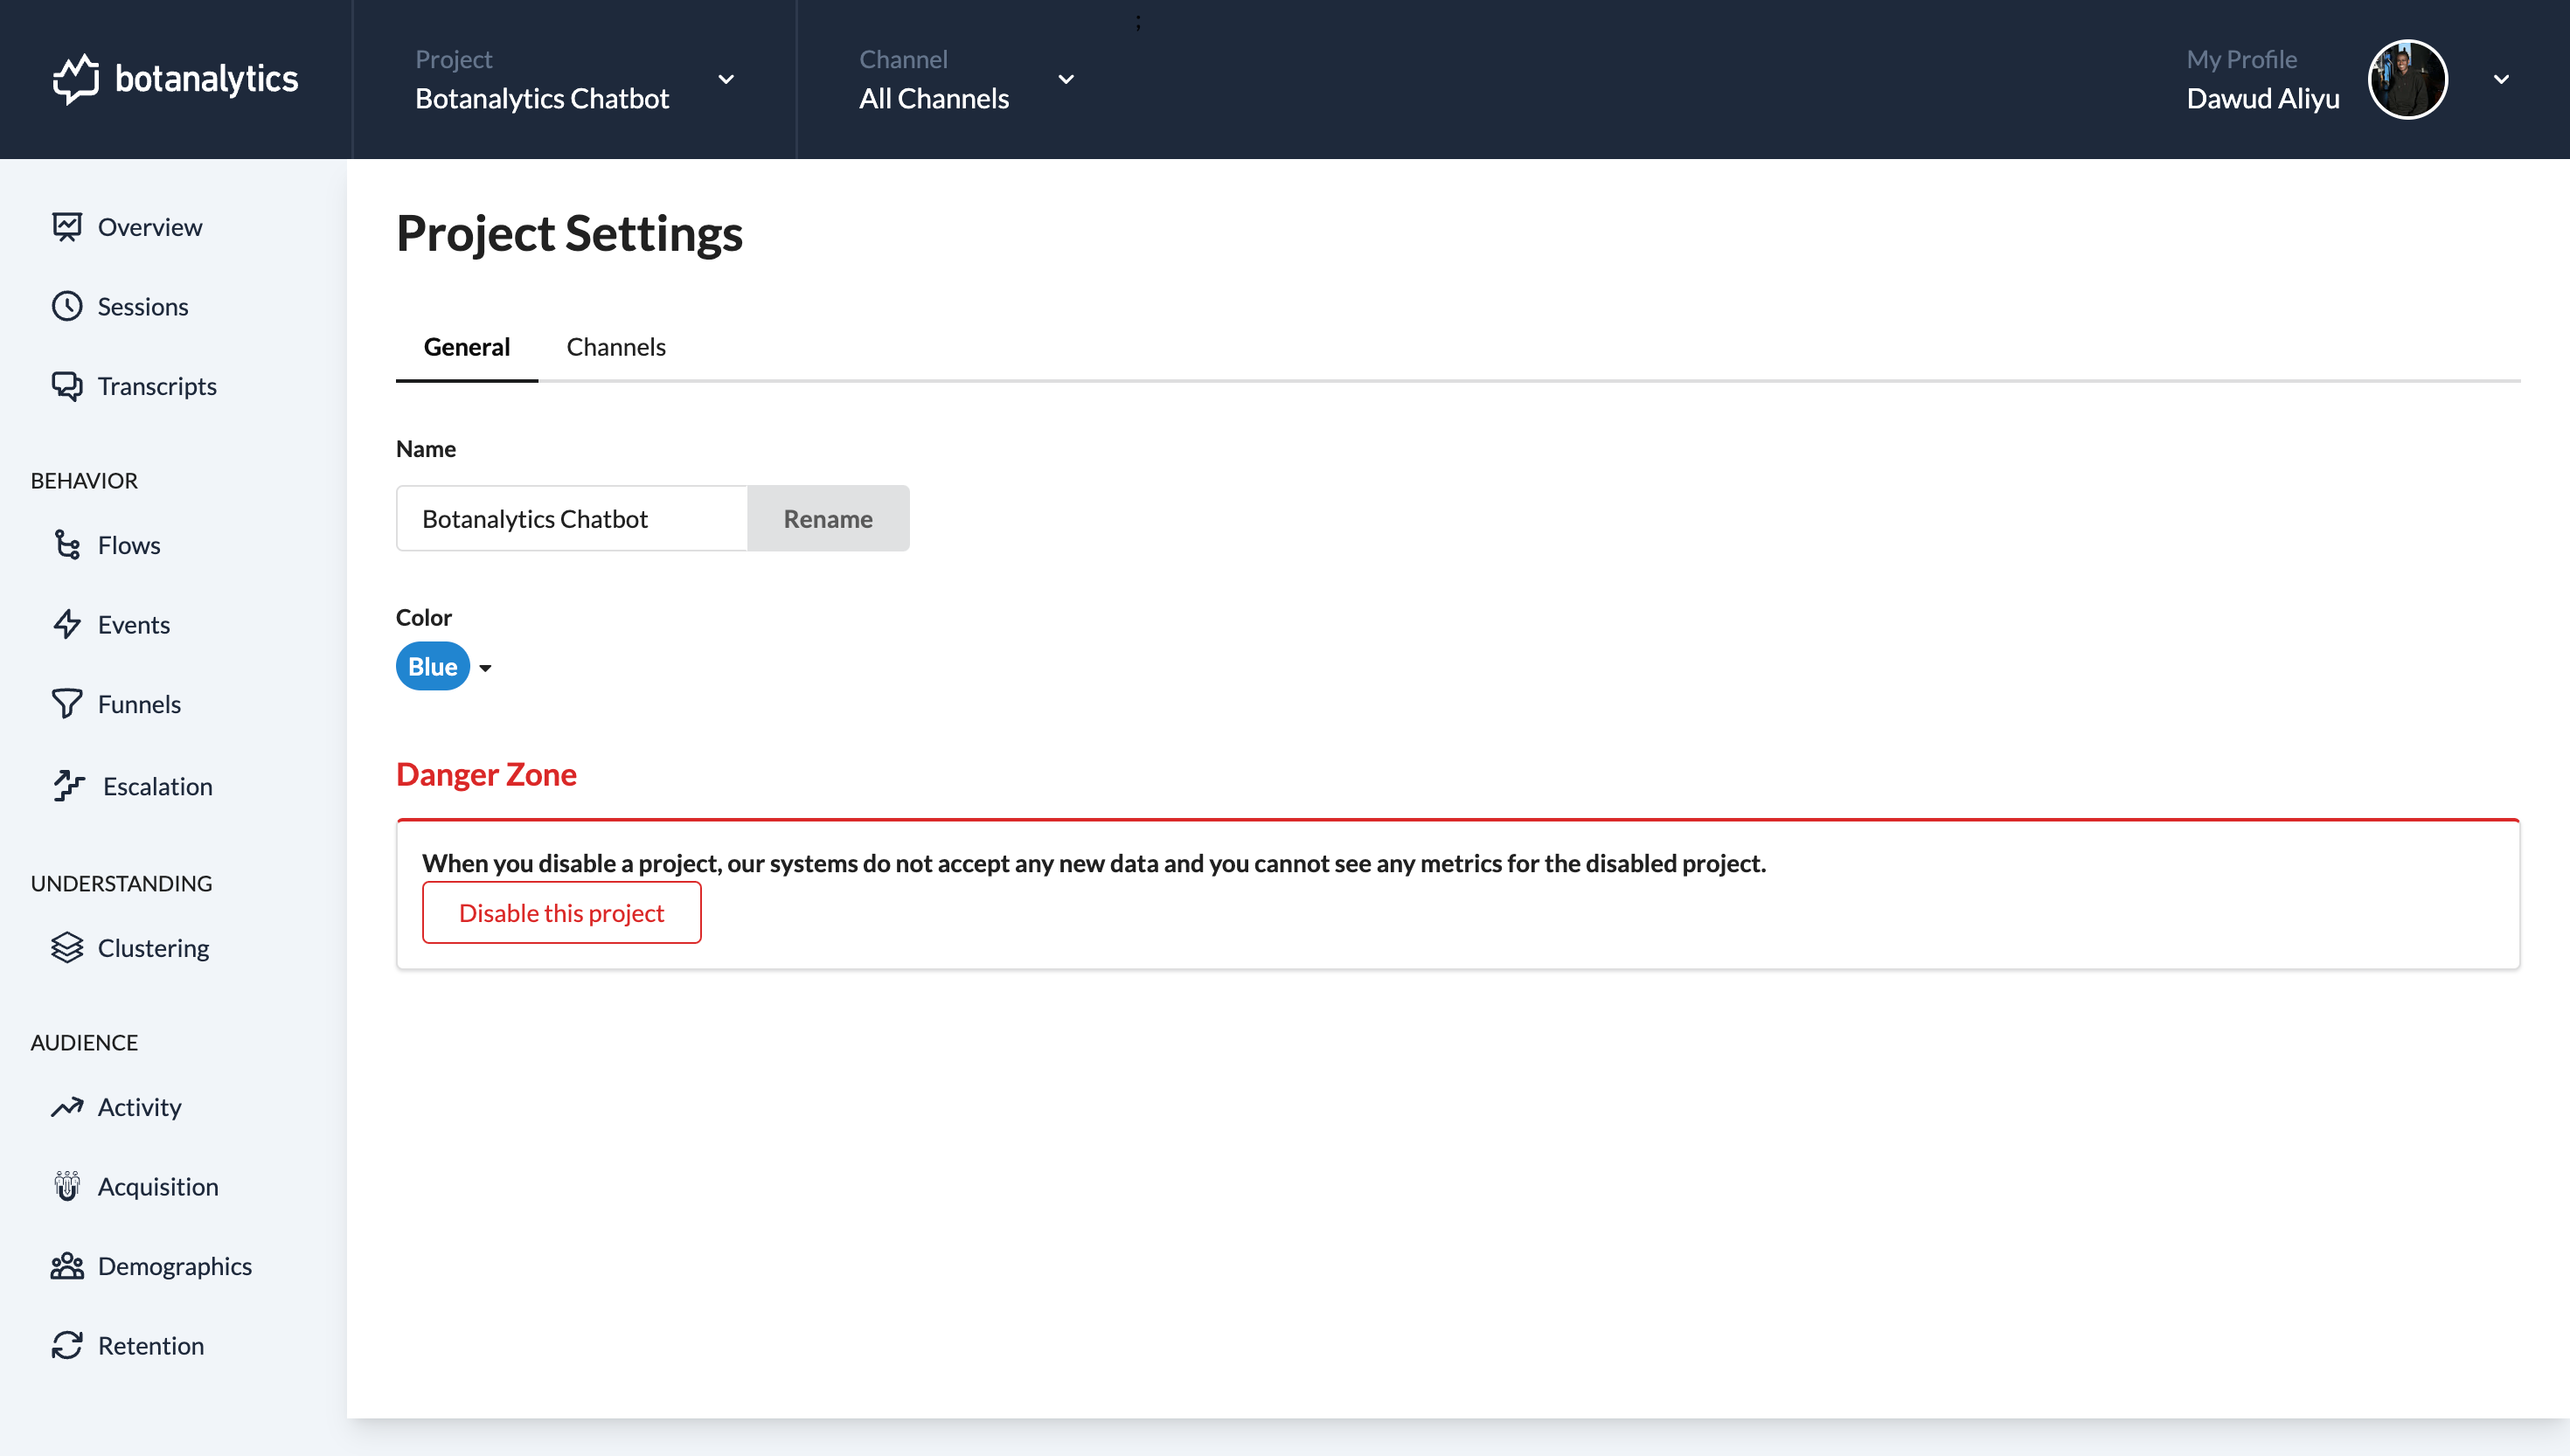 ;
botanalytics
Project
Botanalytics Chatbot
Channel
All Channels
My Profile
Dawud Aliyu
Overview
Sessions
Transcripts
BEHAVIOR
Flows
Events
Funnels
Escalation
UNDERSTANDING
Clustering
AUDIENCE
Activity
Acquisition
Demographics
Retention
Project Settings
General Channels
Name
Botanalytics Chatbot Rename
Color
Blue
Danger Zone
When you disable a project, our systems do not accept any new data and you cannot see any metrics for the disabled project.
Disable this project